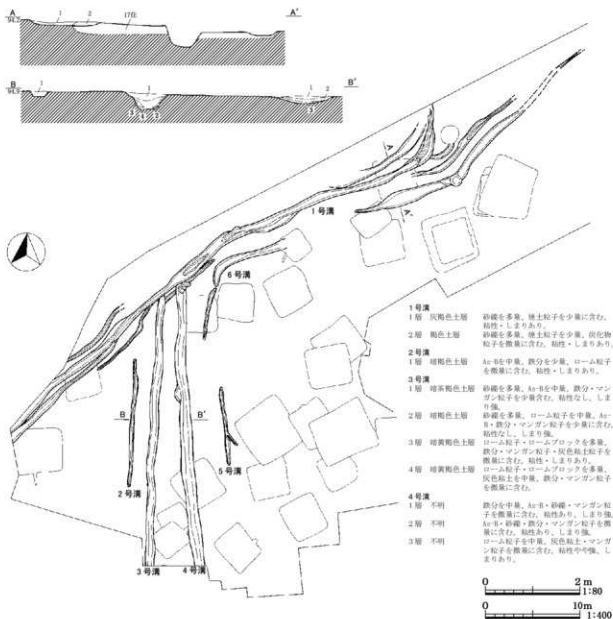 A A'
94.2
1 2 17住
B B'
94.9
1 1 1 2
3 4 3 3
A
A'
1号溝
6号溝
B B'
2号溝
5号溝
3号溝 4号溝
1号溝
1層 灰褐色土層 砂礫を多量、焼土粒子を少量に含む。
粘性・しまりあり。
2層 褐色土層 砂礫を多量、焼土粒子を少量、炭化物
粒子を微量に含む。粘性・しまりあり。
2号溝
1層 暗褐色土層 As-Bを中量、鉄分を少量、ローム粒子
を微量に含む。粘性・しまりあり。
3号溝
1層 暗茶褐色土層 砂礫を多量、As-Bを中量、鉄分・マン
ガン粒子を少量含む。粘性なし、しま
り強。
2層 暗褐色土層 砂礫を多量、ローム粒子を中量、As-
B・鉄分・マンガン粒子を少量に含む。
粘性なし、しまり強。
3層 暗黄褐色土層 ローム粒子・ロームブロックを多量、
鉄分・マンガン粒子・灰色粘土粒子を
微量に含む。粘性・しまりあり。
4層 暗黄褐色土層 ローム粒子・ロームブロックを多量、
灰色粘土を中量、鉄分・マンガン粒子を
微量に含む。
4号溝
1層 不明 鉄分を中量、As-B・砂礫・マンガン粒
子を微量に含む。粘性あり、しまり強。
2層 不明 As-B・砂礫・鉄分・マンガン粒子を微
量に含む。粘性あり、しまり強。
3層 不明 ローム粒子を中量、灰色粘土・マンガ
ン粒子を微量に含む。粘性やや強、し
まりあり。
0 2 m
1:80
0 10m
1:400